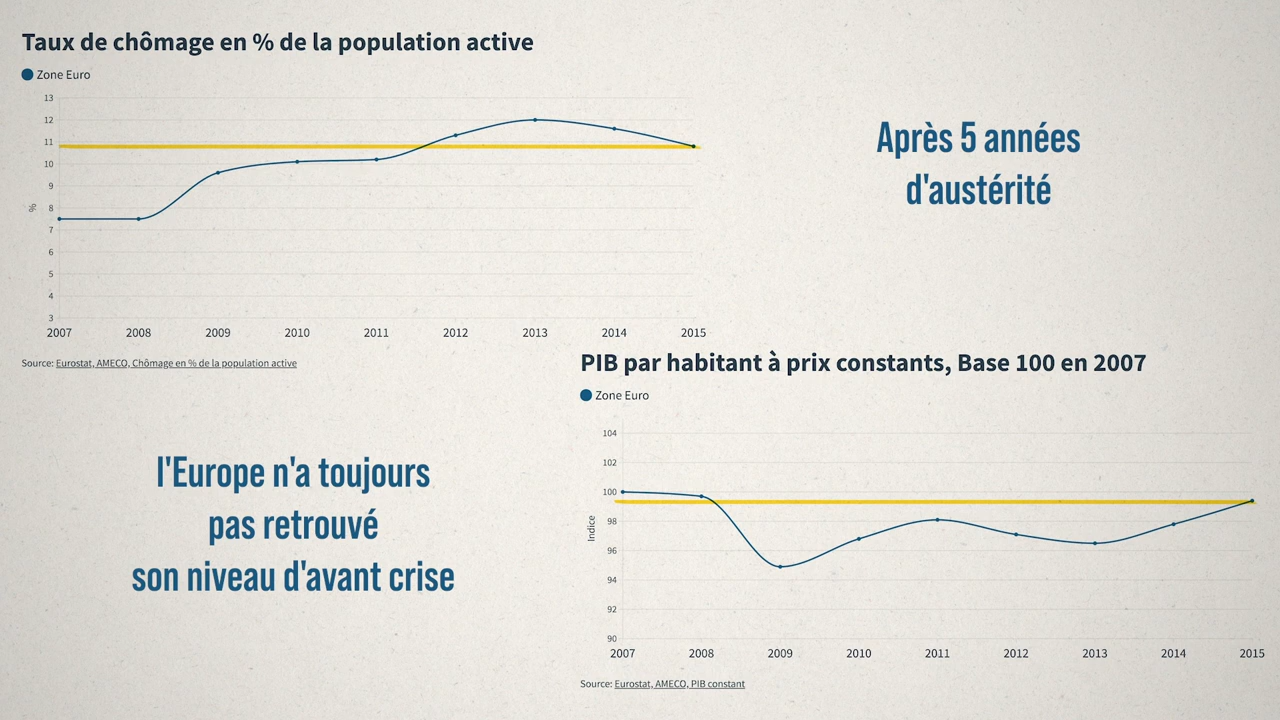 Taux de chômage en % de la population active
Zone Euro
13
12
11
10
9
8
7
6
5
4
3
%
2007 2008 2009 2010 2011 2012 2013 2014 2015
Source: Eurostat, AMECO, Chômage en % de la population active
Après 5 années
d'austérité
l'Europe n'a toujours
pas retrouvé
son niveau d'avant crise
PIB par habitant à prix constants, Base 100 en 2007
Zone Euro
104
102
100
98
96
94
92
90
Indice
2007 2008 2009 2010 2011 2012 2013 2014 2015
Source: Eurostat, AMECO, PIB constant